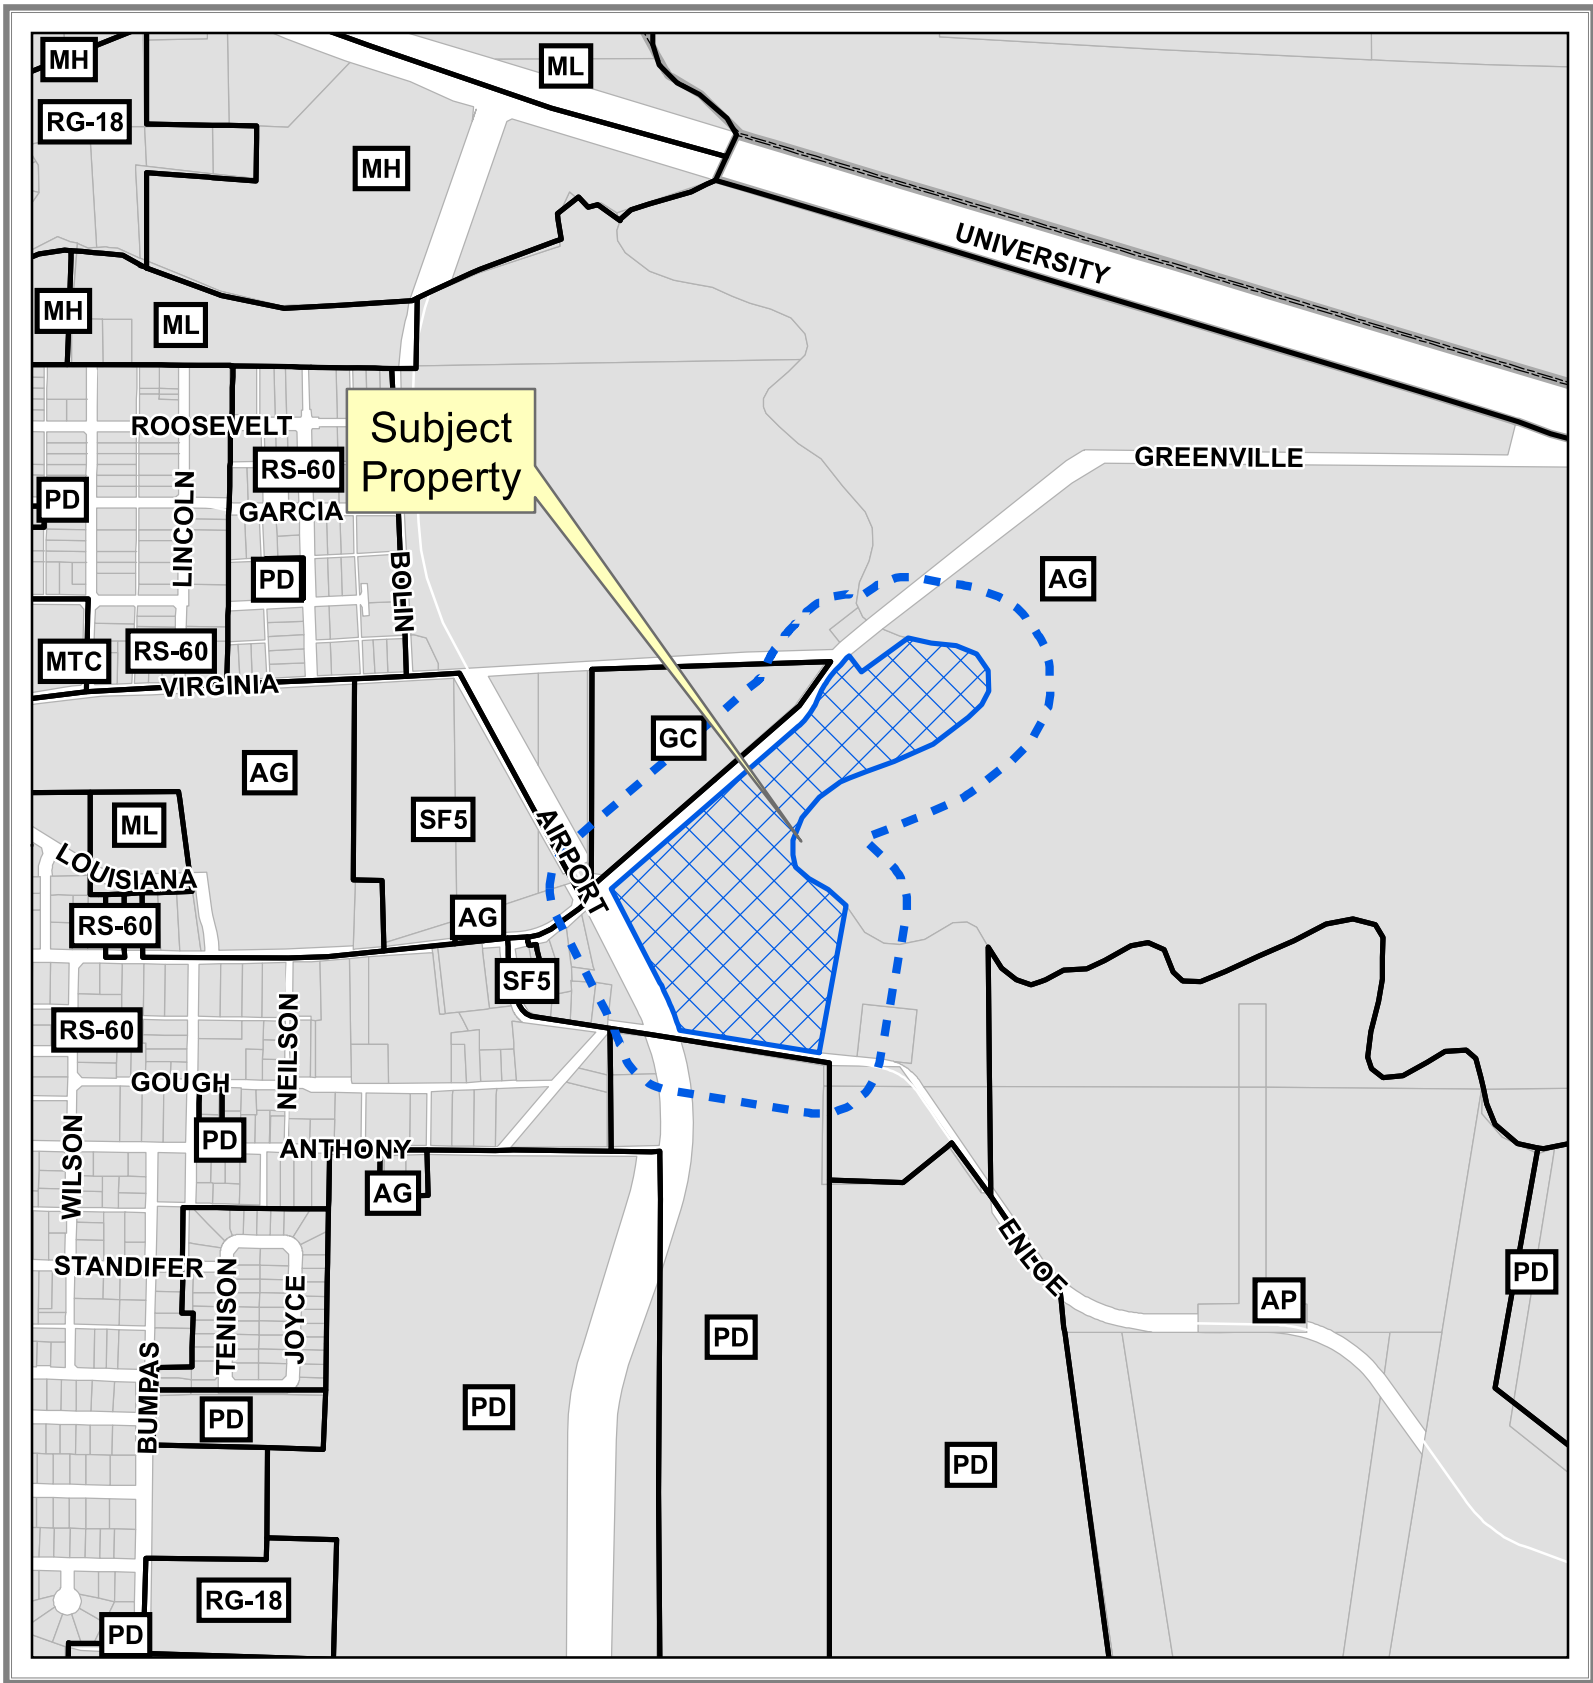 MH
ML
RG-18
MH
UNIVERSITY
MH
ML
ROOSEVELT
Subject
Property
GREENVILLE
RS-60
PD
LINCOLN
GARCIA
PD
BOLIN
AG
MTC
RS-60
VIRGINIA
GC
AG
SF5
ML
AIRPORT
LOUISIANA
RS-60
AG
SF5
RS-60
NEILSON
GOUGH
PD
WILSON
ANTHONY
AG
ENLOE
STANDIFER
TENISON
JOYCE
PD
AP
PD
BUMPAS
PD
PD
PD
RG-18
PD